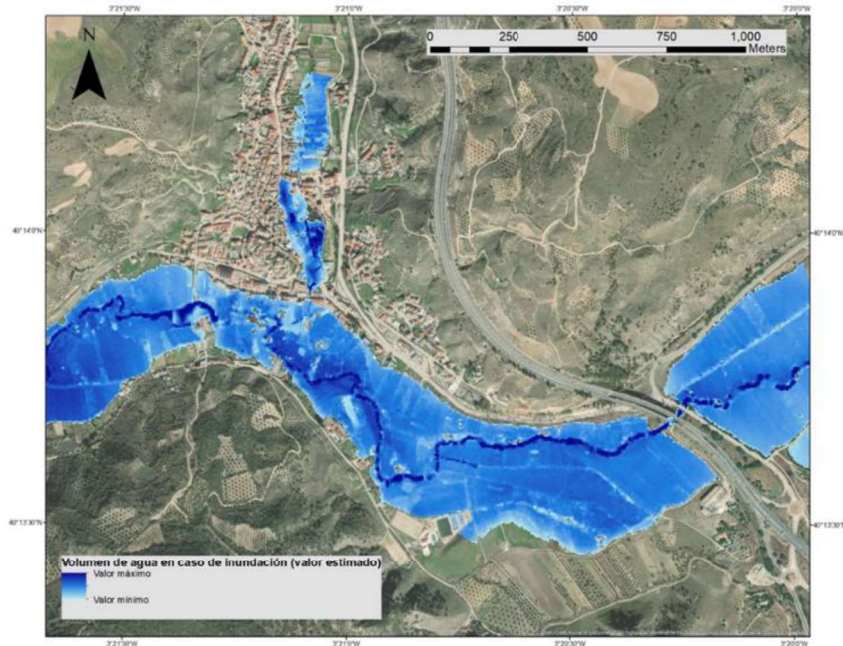 3°21'30"W 3°21'0"W 3°20'30"W 3°20'0"W
N
0 250 500 750 1,000
Meters
40°14'0"N 40°14'0"N
40°13'30"N 40°13'30"N
Volumen de agua en caso de inundación (valor estimado)
Valor máximo
Valor mínimo
3°21'30"W 3°21'0"W 3°20'30"W 3°20'0"W